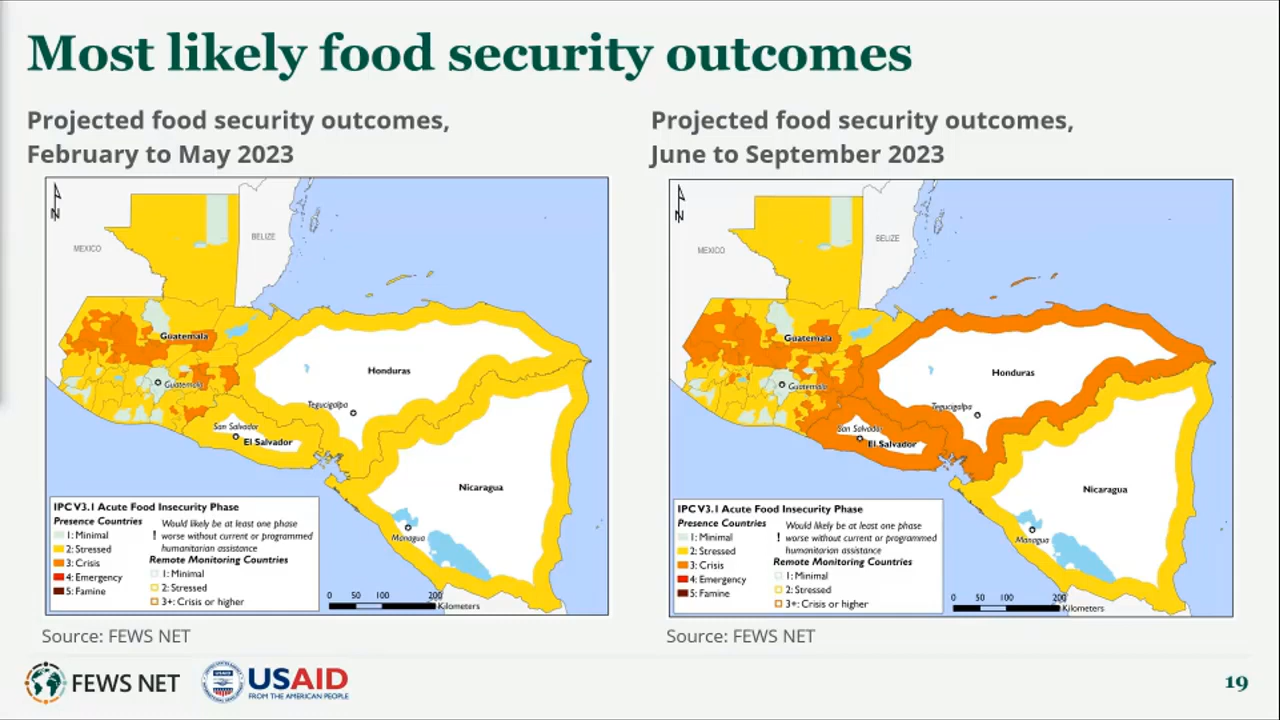 Most likely food security outcomes
Projected food security outcomes,
February to May 2023
N
MEXICO
BELIZE
Guatemala
Guatemala
Honduras
Tegucigalpa
San Salvador
El Salvador
Nicaragua
Managua
IPC V3.1 Acute Food Insecurity Phase
Presence Countries
1: Minimal
2: Stressed
3: Crisis
4: Emergency
5: Famine
! Would likely be at least one phase
worse without current or programmed
humanitarian assistance
Remote Monitoring Countries
1: Minimal
2: Stressed
3+: Crisis or higher
0 50 100 200
Kilometers
Source: FEWS NET
Projected food security outcomes,
June to September 2023
N
MEXICO
BELIZE
Guatemala
Guatemala
Honduras
Tegucigalpa
San Salvador
El Salvador
Nicaragua
Managua
IPC V3.1 Acute Food Insecurity Phase
Presence Countries
1: Minimal
2: Stressed
3: Crisis
4: Emergency
5: Famine
! Would likely be at least one phase
worse without current or programmed
humanitarian assistance
Remote Monitoring Countries
1: Minimal
2: Stressed
3+: Crisis or higher
0 50 100 200
Kilometers
Source: FEWS NET
FEWS NET
USAID
USAID
FROM THE AMERICAN PEOPLE
19